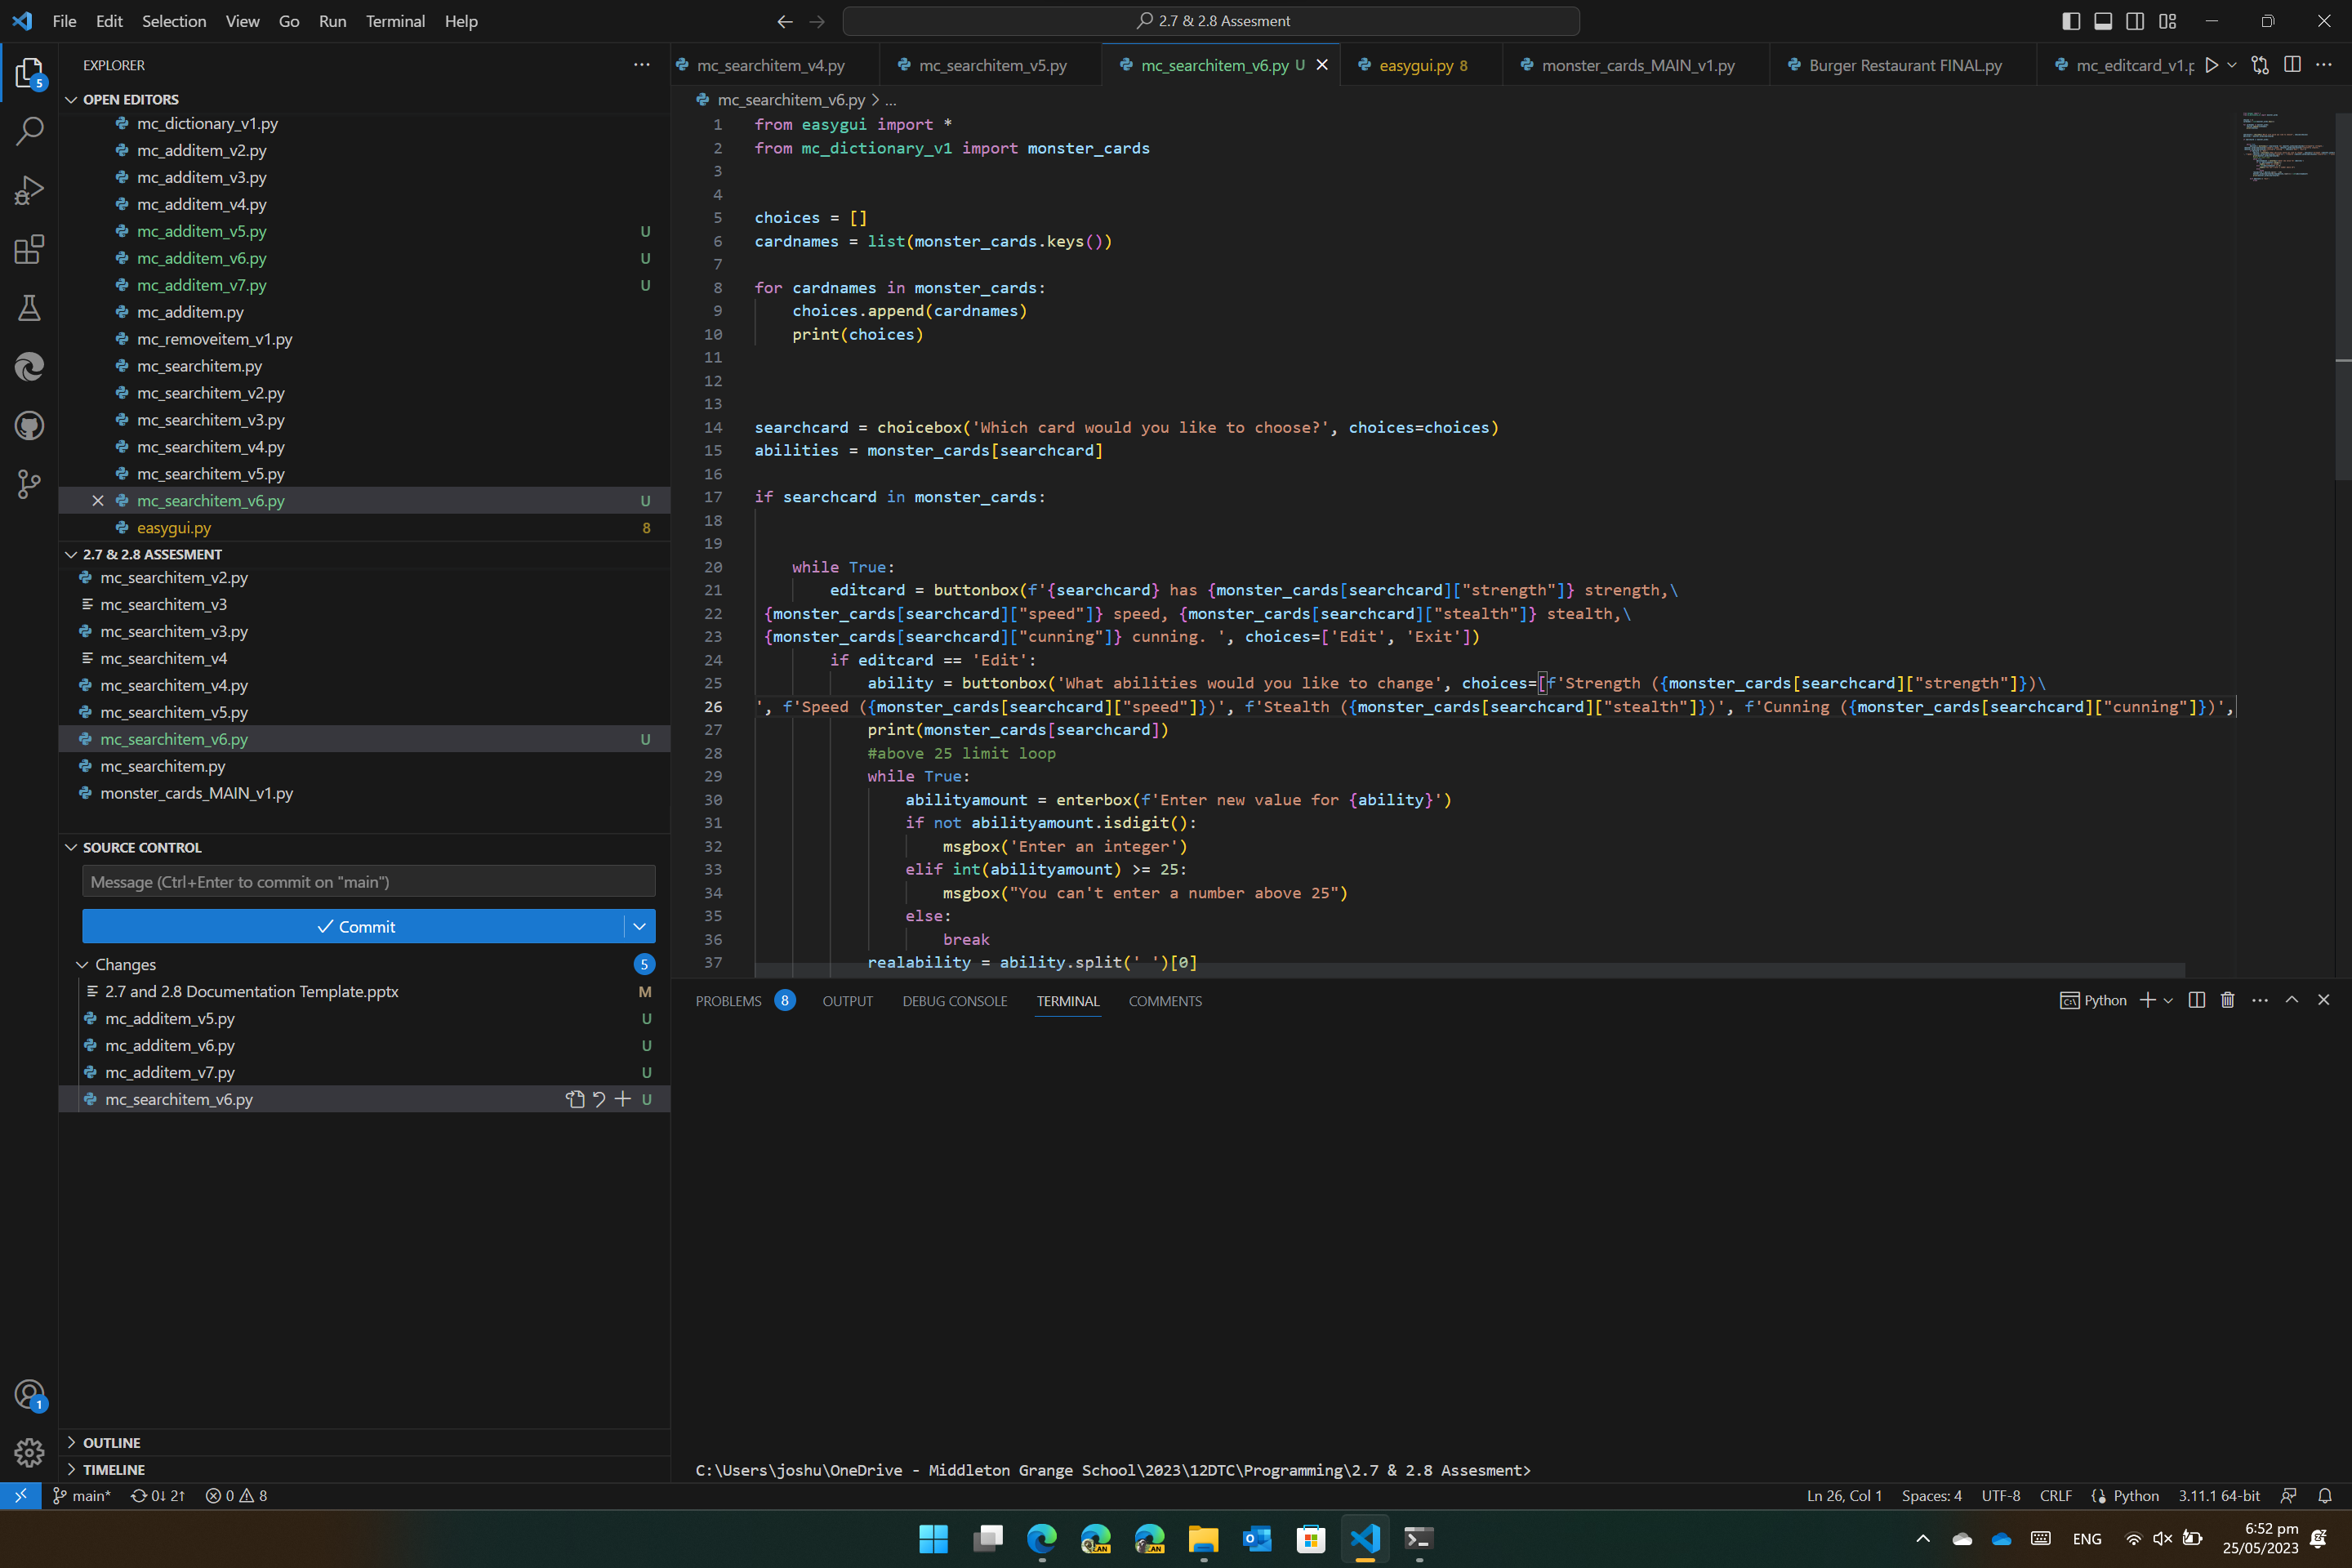 File Edit Selection View Go Run Terminal Help
2.7 & 2.8 Assesment
EXPLORER
OPEN EDITORS
mc_dictionary_v1.py
mc_additem_v2.py
mc_additem_v3.py
mc_additem_v4.py
mc_additem_v5.py U
mc_additem_v6.py U
mc_additem_v7.py U
mc_additem.py
mc_removeitem_v1.py
mc_searchitem.py
mc_searchitem_v2.py
mc_searchitem_v3.py
mc_searchitem_v4.py
mc_searchitem_v5.py
mc_searchitem_v6.py U
easygui.py 8
2.7 & 2.8 ASSESMENT
mc_searchitem_v2.py
mc_searchitem_v3
mc_searchitem_v3.py
mc_searchitem_v4
mc_searchitem_v4.py
mc_searchitem_v5.py
mc_searchitem_v6.py U
mc_searchitem.py
monster_cards_MAIN_v1.py
SOURCE CONTROL
Message (Ctrl+Enter to commit on "main")
Commit
Changes 5
2.7 and 2.8 Documentation Template.pptx M
mc_additem_v5.py U
mc_additem_v6.py U
mc_additem_v7.py U
mc_searchitem_v6.py U
OUTLINE
TIMELINE
5
1
mc_searchitem_v4.py mc_searchitem_v5.py mc_searchitem_v6.py U easygui.py 8 monster_cards_MAIN_v1.py Burger Restaurant FINAL.py mc_editcard_v1.p
mc_searchitem_v6.py > ...
1 from easygui import *
2 from mc_dictionary_v1 import monster_cards
3
4
5 choices = []
6 cardnames = list(monster_cards.keys())
7
8 for cardnames in monster_cards:
9 choices.append(cardnames)
10 print(choices)
11
12
13
14 searchcard = choicebox('Which card would you like to choose?', choices=choices)
15 abilities = monster_cards[searchcard]
16
17 if searchcard in monster_cards:
18
19
20 while True:
21 editcard = buttonbox(f'{searchcard} has {monster_cards[searchcard]["strength"]} strength,\
22 {monster_cards[searchcard]["speed"]} speed, {monster_cards[searchcard]["stealth"]} stealth,\
23 {monster_cards[searchcard]["cunning"]} cunning. ', choices=['Edit', 'Exit'])
24 if editcard == 'Edit':
25 ability = buttonbox('What abilities would you like to change', choices=[f'Strength ({monster_cards[searchcard]["strength"]})\
26 ', f'Speed ({monster_cards[searchcard]["speed"]})', f'Stealth ({monster_cards[searchcard]["stealth"]})', f'Cunning ({monster_cards[searchcard]["cunning"]})',
27 print(monster_cards[searchcard])
28 #above 25 limit loop
29 while True:
30 abilityamount = enterbox(f'Enter new value for {ability}')
31 if not abilityamount.isdigit():
32 msgbox('Enter an integer')
33 elif int(abilityamount) >= 25:
34 msgbox("You can't enter a number above 25")
35 else:
36 break
37 realability = ability.split(' ')[0]
PROBLEMS 8 OUTPUT DEBUG CONSOLE TERMINAL COMMENTS
Python
C:\Users\joshu\OneDrive - Middleton Grange School\2023\12DTC\Programming\2.7 & 2.8 Assesment>
main* 0↓ 2↑ 0 8
Ln 26, Col 1 Spaces: 4 UTF-8 CRLF Python 3.11.1 64-bit
CAN CAN
ENG
6:52 pm
25/05/2023